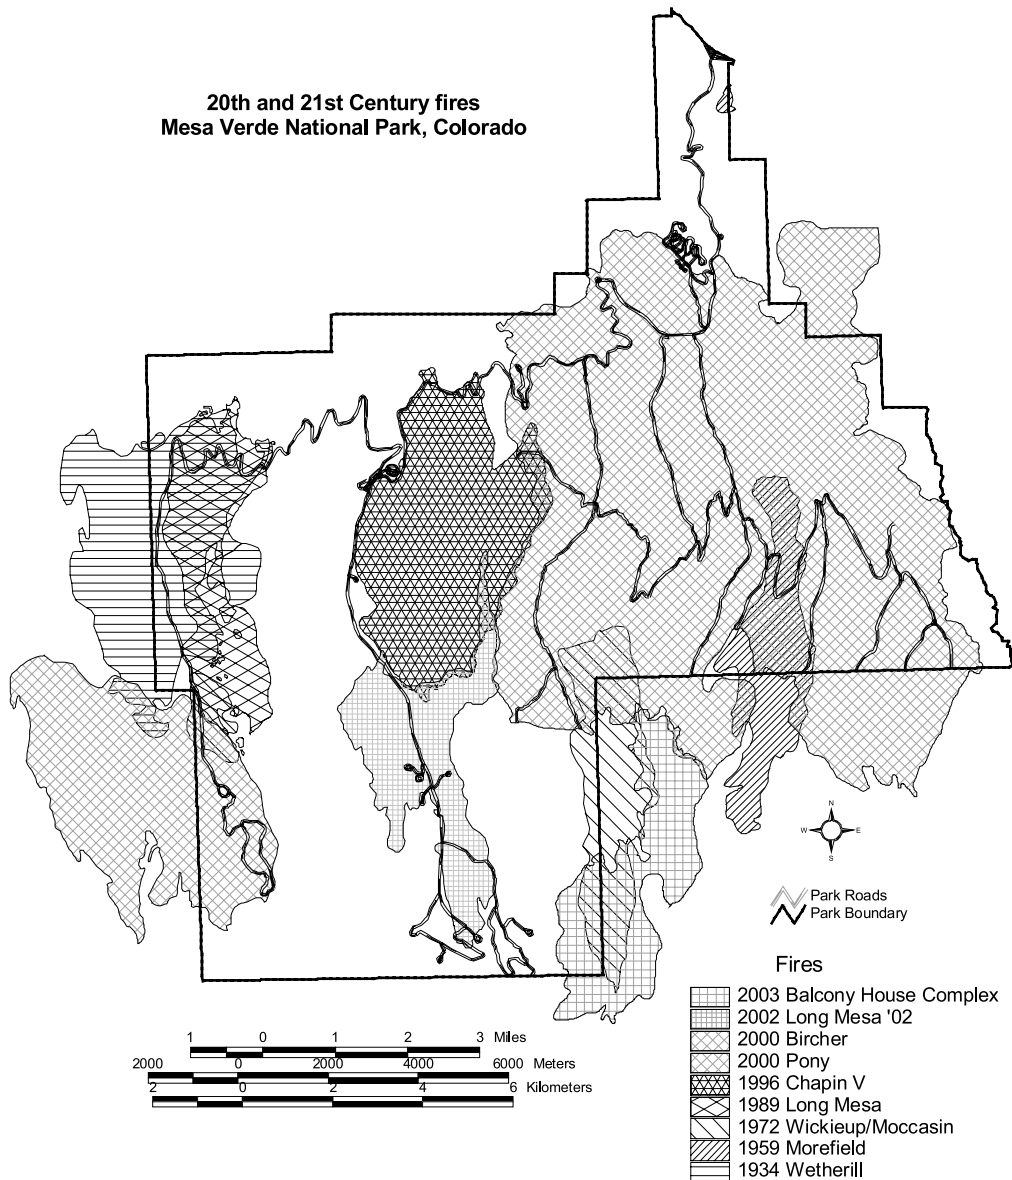 20th and 21st Century fires
Mesa Verde National Park, Colorado
N
W E
S
Park Roads
Park Boundary
Fires
2003 Balcony House Complex
2002 Long Mesa '02
2000 Bircher
2000 Pony
1996 Chapin V
1989 Long Mesa
1972 Wickieup/Moccasin
1959 Morefield
1934 Wetherill
1 0 1 2 3 Miles
2000 0 2000 4000 6000 Meters
2 0 2 4 6 Kilometers